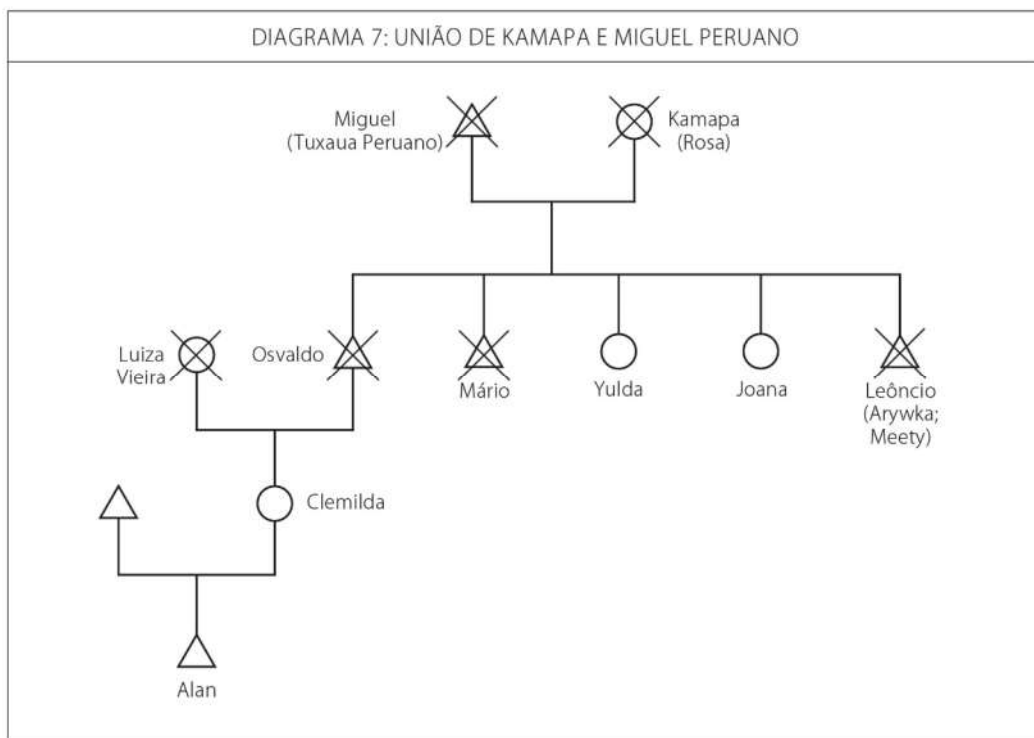 DIAGRAMA 7: UNIÃO DE KAMAPA E MIGUEL PERUANO
Miguel
(Tuxaua Peruano)
Kamapa
(Rosa)
Luiza
Vieira
Osvaldo
Mário
Yulda
Joana
Leôncio
(Arywka;
Meety)
Clemilda
Alan